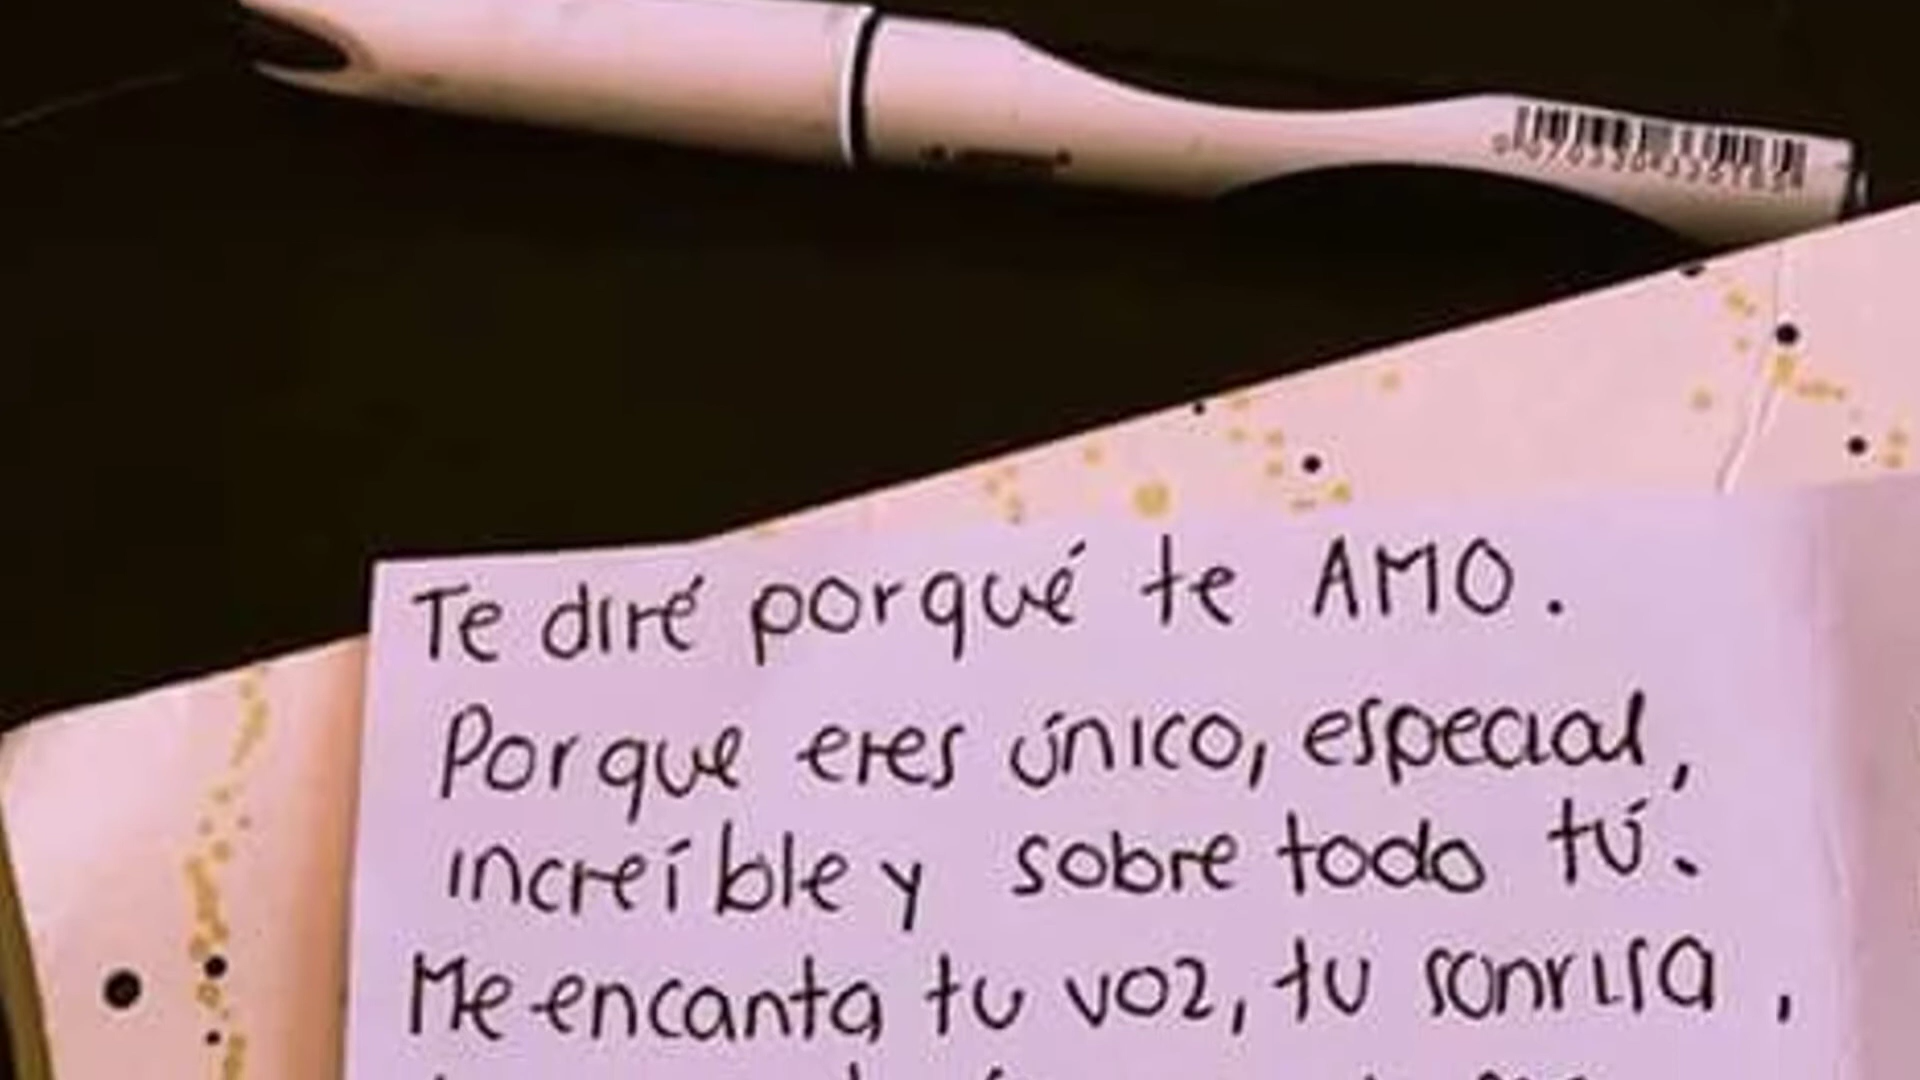 Te diré porqué te AMO.
Porque eres único, especial,
increíble y sobre todo tú.
Me encanta tu voz, tu sonrisa,